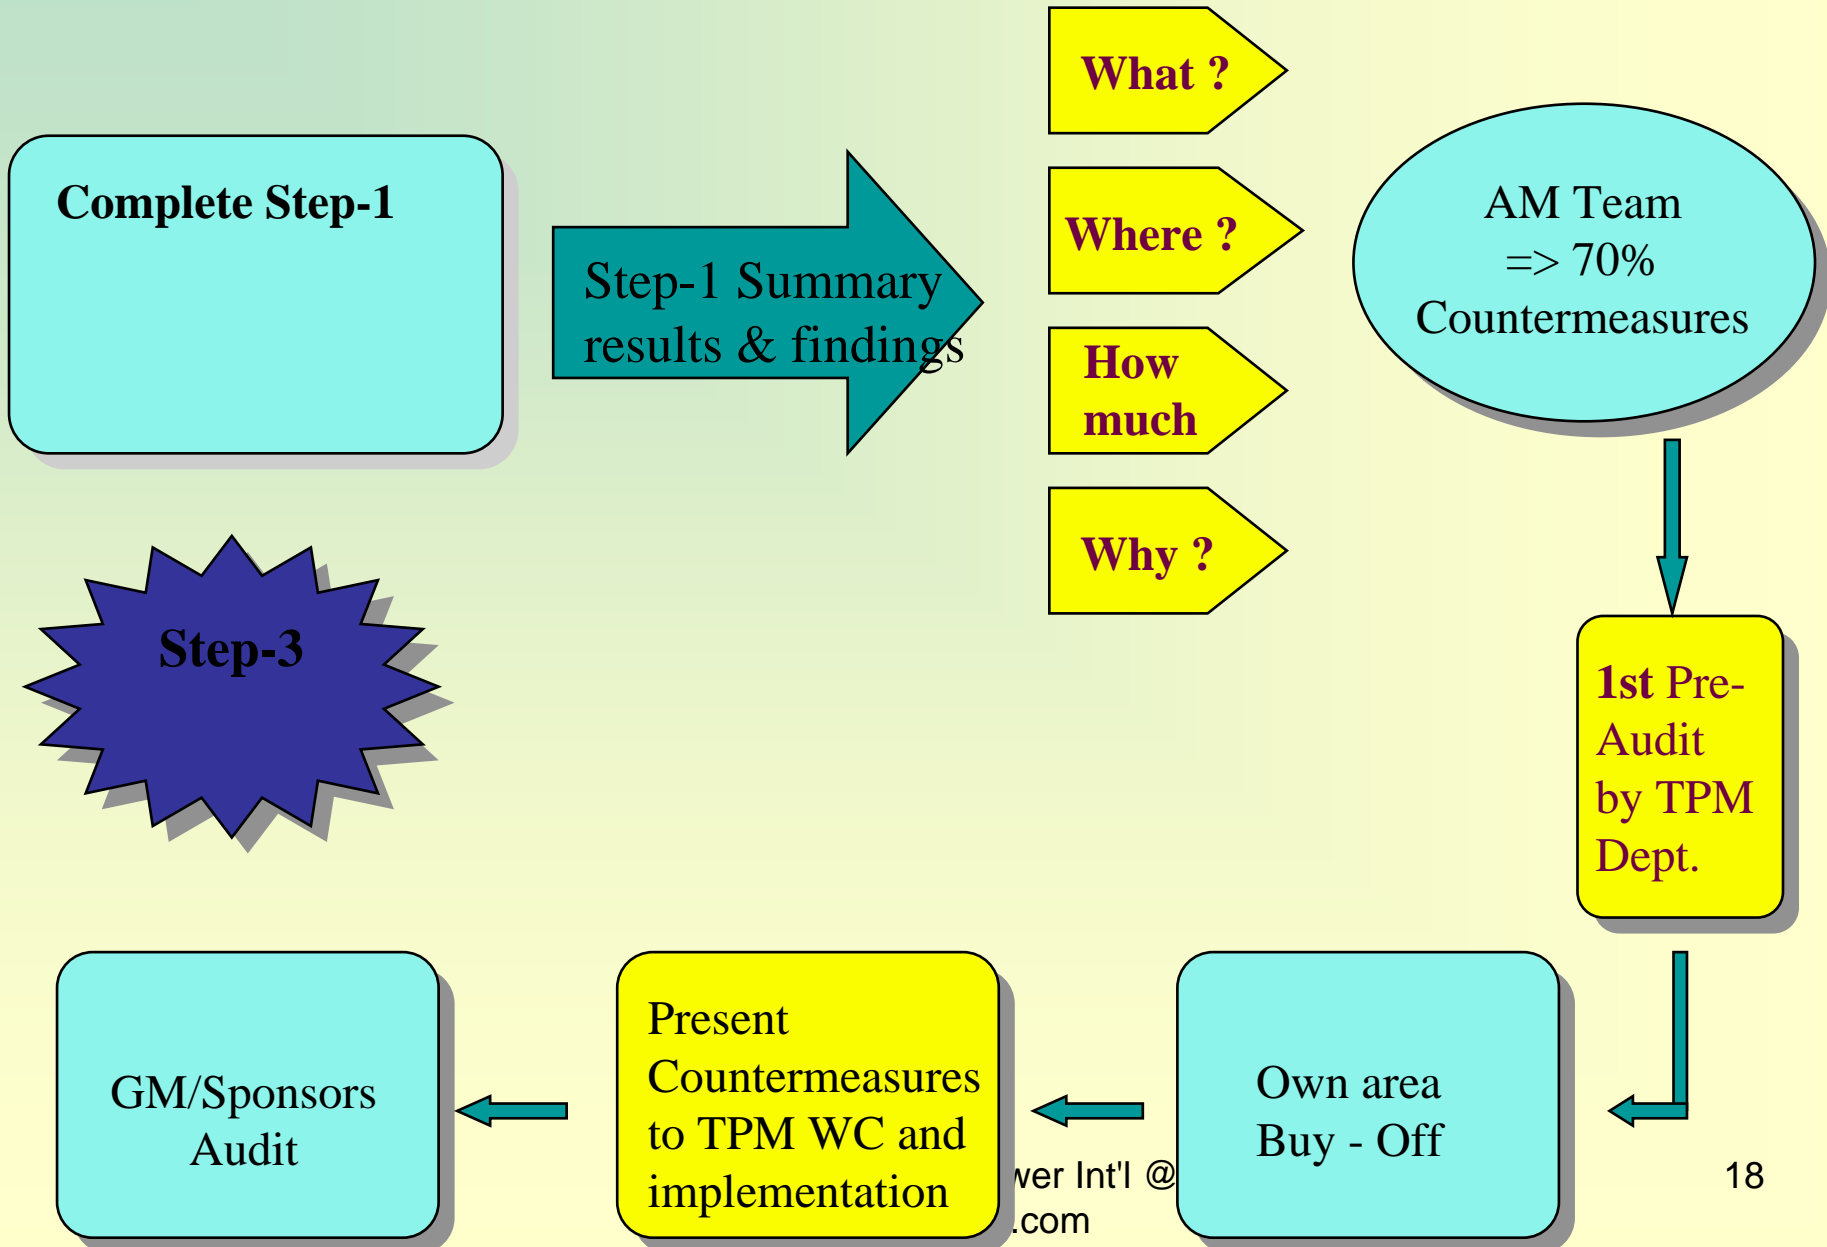 Complete Step-1
Step-1 Summary
results & findings
What ?
Where ?
How
much
Why ?
AM Team
=> 70%
Countermeasures
1st Pre-
Audit
by TPM
Dept.
Own area
Buy - Off
Present
Countermeasures
to TPM WC and
implementation
GM/Sponsors
Audit
Step-3
Int'l @
.com
18